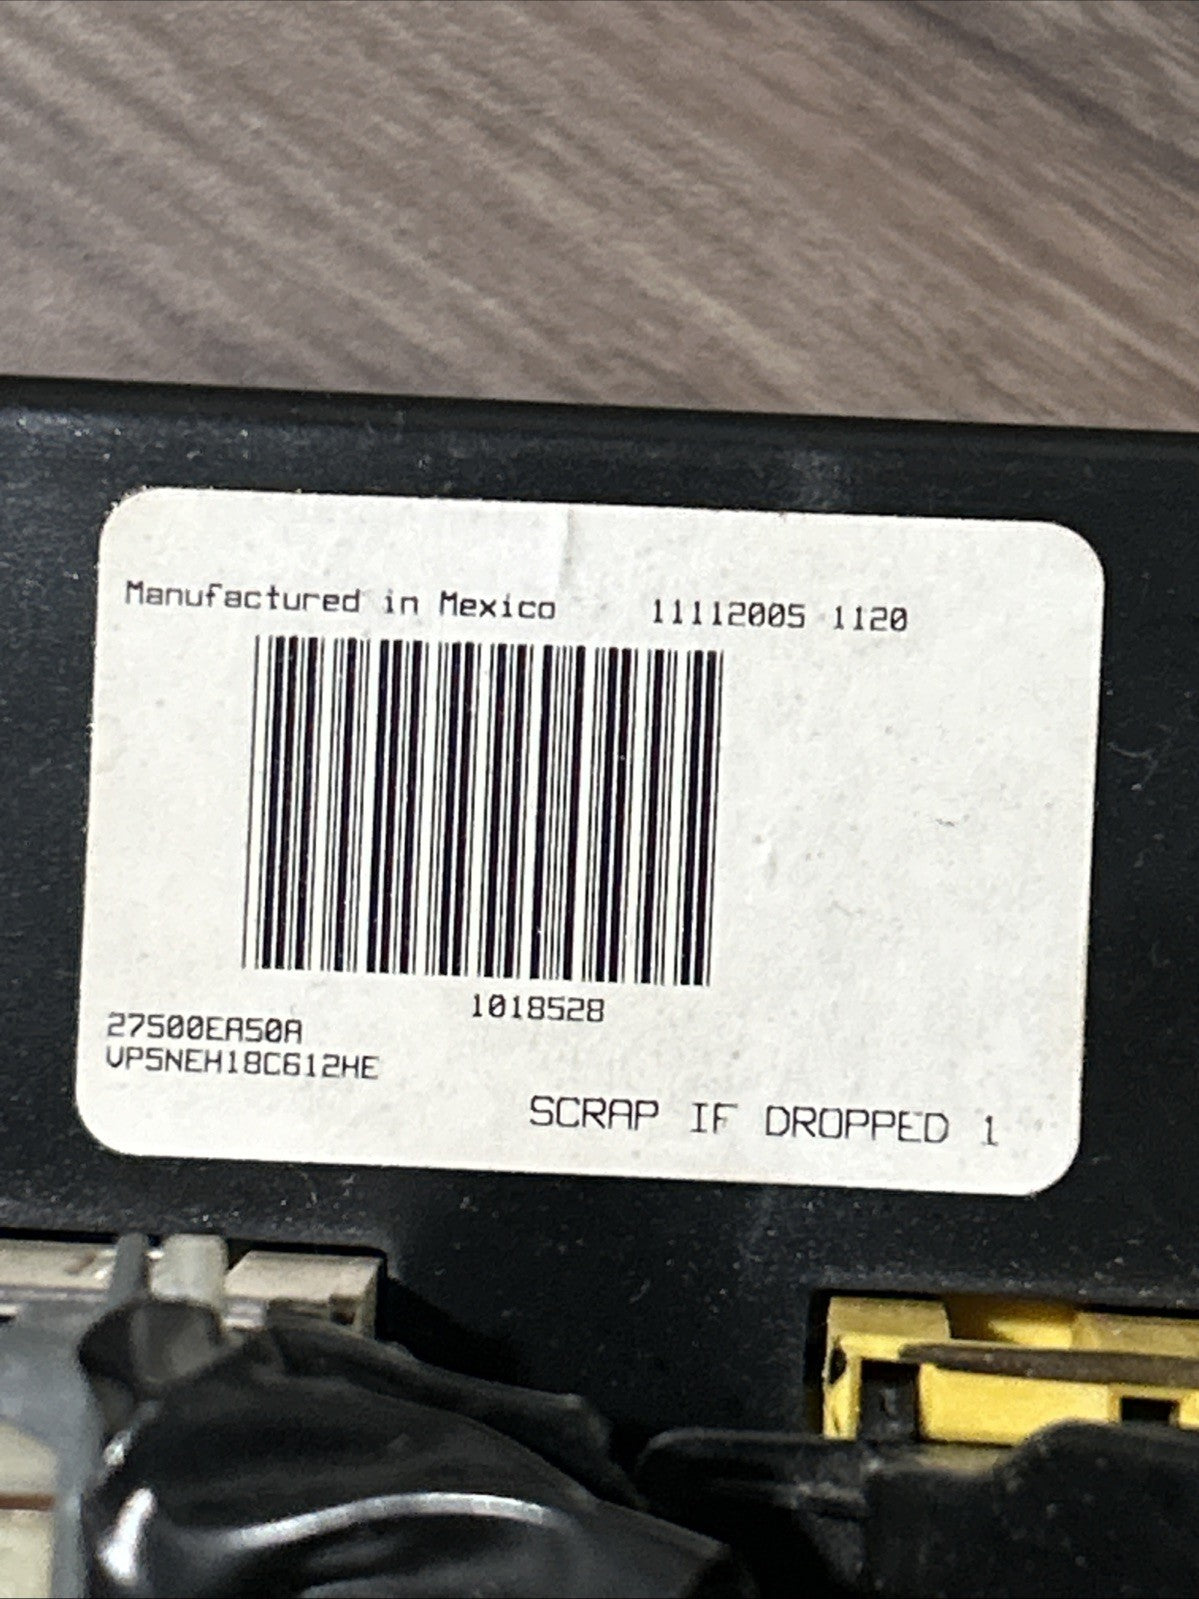 Manufactured in Mexico 11112005 1120
1018528
27500EA50A
VP5NEH18C612HE
SCRAP IF DROPPED 1